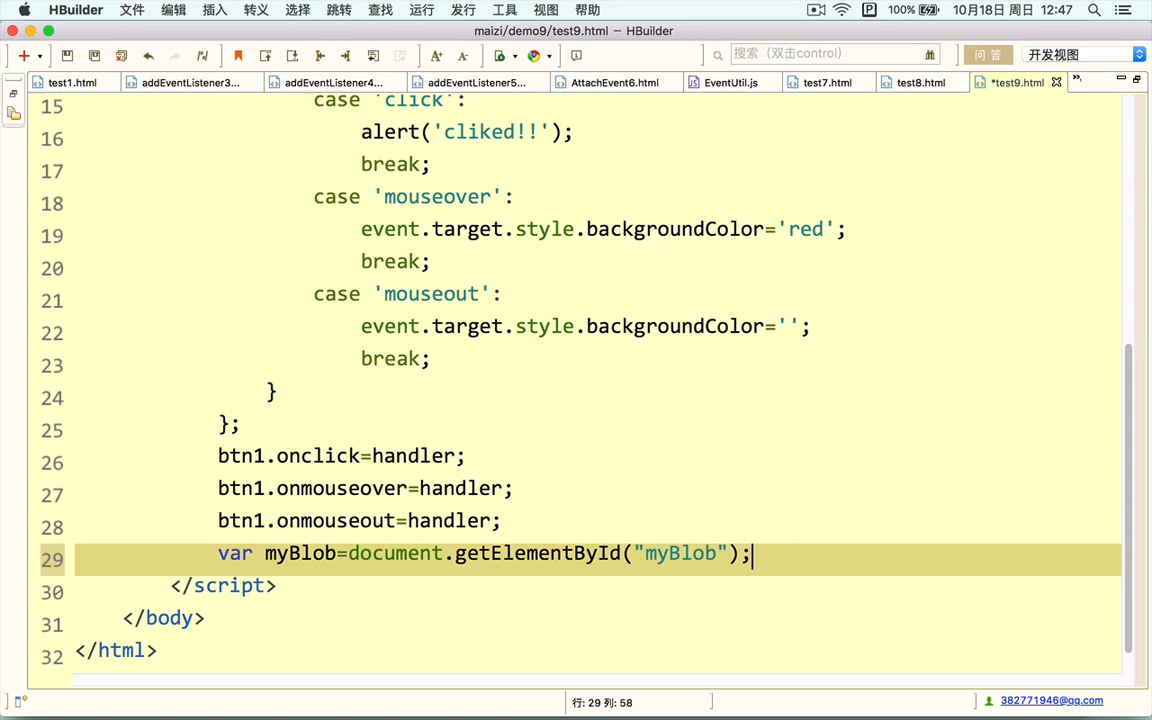 HBuilder 文件 编辑 插入 转义 选择 跳转 查找 运行 发行 工具 视图 帮助 100% 10月18日 周日 12:47
maizi/demo9/test9.html — HBuilder
搜索（双击control） 问 答 开发视图
test1.html addEventListener3... addEventListener4... addEventListener5... AttachEvent6.html EventUtil.js test7.html test8.html *test9.html
15 case 'click':
16 alert('cliked!!');
17 break;
18 case 'mouseover':
19 event.target.style.backgroundColor='red';
20 break;
21 case 'mouseout':
22 event.target.style.backgroundColor='';
23 break;
24 }
25 };
26 btn1.onclick=handler;
27 btn1.onmouseover=handler;
28 btn1.onmouseout=handler;
29 var myBlob=document.getElementById("myBlob");
30 </script>
31 </body>
32 </html>
行: 29 列: 58 382771946@qq.com